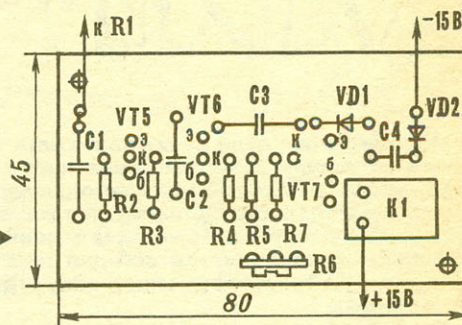 к R1
-15В
VT5
VT6
C3
VD1
VD2
C1
э
э
к
э
C4
к
к
б
б
б
R2
C2
VT7
K1
R3
R4
R5
R7
R6
45
80
+15В